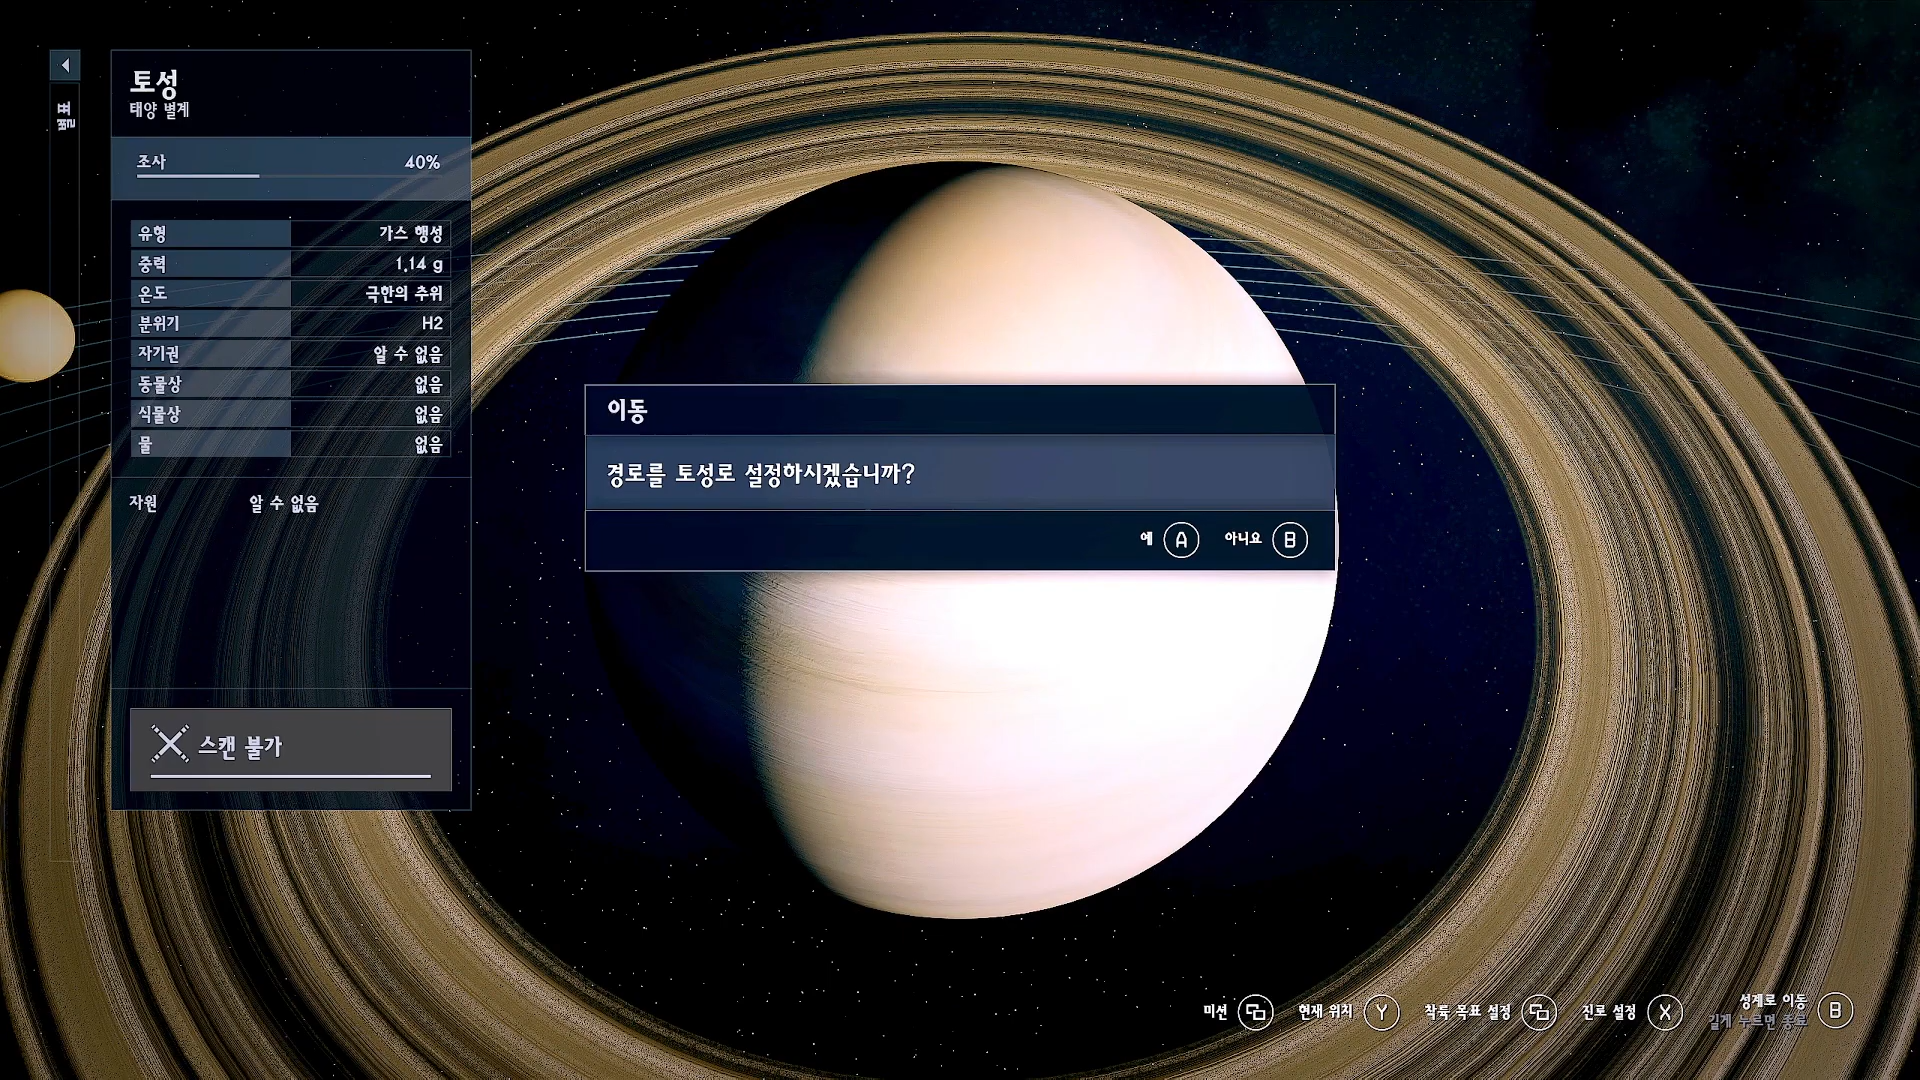 범표
토성
태양 별계
조사 40%
유형 가스 행성
중력 1.14 g
온도 극한의 추위
분위기 H2
자기권 알 수 없음
동물상 없음
식물상 없음
물 없음
자원 알 수 없음
스캔 불가
이동
경로를 토성로 설정하시겠습니까?
예 A 아니요 B
미션 현재 위치 Y 착륙 목표 설정 진로 설정 X 성계로 이동 B
길게 누르면 종료